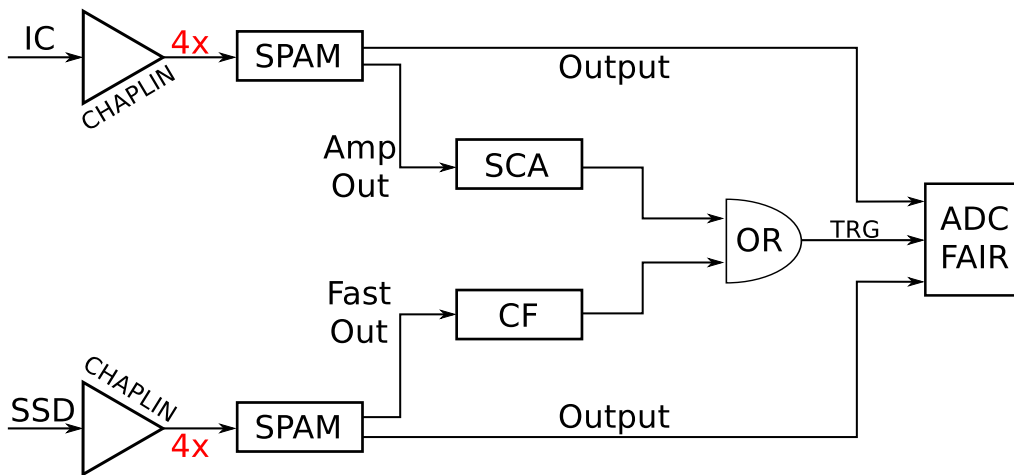 IC
CHAPLIN
4x
SPAM
Output
Amp
Out
SCA
OR
TRG
ADC
FAIR
Fast
Out
CF
SSD
CHAPLIN
4x
SPAM
Output